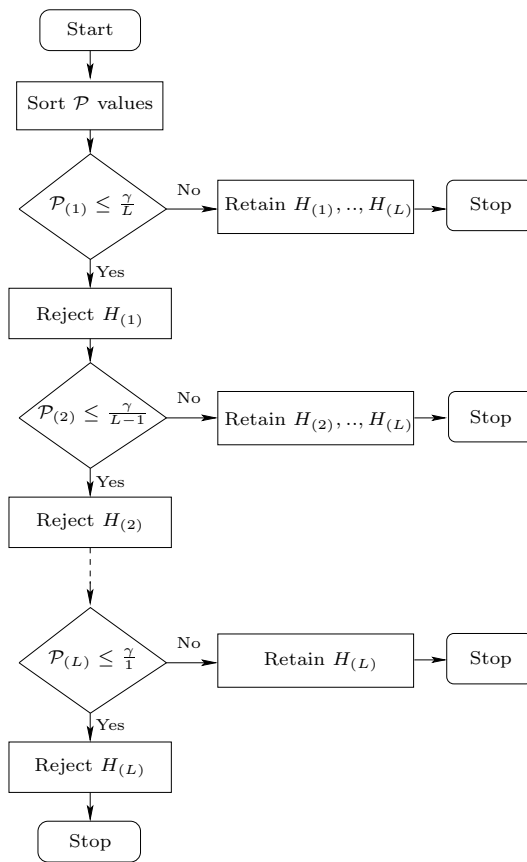 Start
Sort 𝒫 values
𝒫₍₁₎ ≤ γ/L
No
Retain H₍₁₎, .., H₍L₎
Stop
Yes
Reject H₍₁₎
𝒫₍₂₎ ≤ γ/(L−1)
No
Retain H₍₂₎, .., H₍L₎
Stop
Yes
Reject H₍₂₎
𝒫₍L₎ ≤ γ/1
No
Retain H₍L₎
Stop
Yes
Reject H₍L₎
Stop